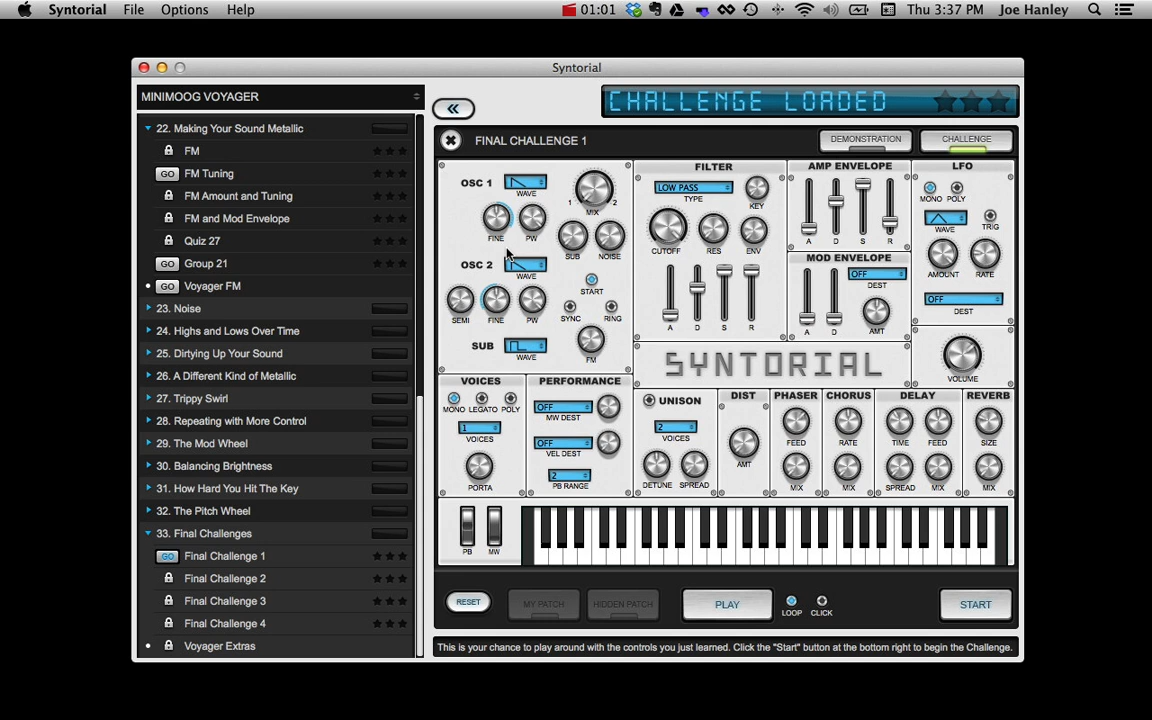 Syntorial File Options Help 01:01 Thu 3:37 PM Joe Hanley
Syntorial
MINIMOOG VOYAGER
22. Making Your Sound Metallic
FM
GO FM Tuning
FM Amount and Tuning
FM and Mod Envelope
Quiz 27
GO Group 21
GO Voyager FM
23. Noise
24. Highs and Lows Over Time
25. Dirtying Up Your Sound
26. A Different Kind of Metallic
27. Trippy Swirl
28. Repeating with More Control
29. The Mod Wheel
30. Balancing Brightness
31. How Hard You Hit The Key
32. The Pitch Wheel
33. Final Challenges
GO Final Challenge 1
Final Challenge 2
Final Challenge 3
Final Challenge 4
Voyager Extras
«
CHALLENGE LOADED
FINAL CHALLENGE 1
DEMONSTRATION
CHALLENGE
OSC 1
WAVE
1 MIX 2
FINE PW
SUB NOISE
OSC 2
WAVE
START
SEMI FINE PW
SYNC RING
SUB
WAVE
FM
FILTER
LOW PASS
TYPE
KEY
CUTOFF RES ENV
A D S R
AMP ENVELOPE
A D S R
MOD ENVELOPE
OFF
DEST
A D AMT
LFO
MONO POLY
WAVE TRIG
AMOUNT RATE
OFF
DEST
SYNTORIAL
VOLUME
VOICES
MONO LEGATO POLY
1
VOICES
PORTA
PERFORMANCE
OFF
MW DEST
OFF
VEL DEST
2
PB RANGE
UNISON
2
VOICES
DETUNE SPREAD
DIST
AMT
PHASER
FEED
MIX
CHORUS
RATE
MIX
DELAY
TIME FEED
SPREAD MIX
REVERB
SIZE
MIX
PB MW
RESET
MY PATCH
HIDDEN PATCH
PLAY
LOOP CLICK
START
This is your chance to play around with the controls you just learned. Click the "Start" button at the bottom right to begin the Challenge.